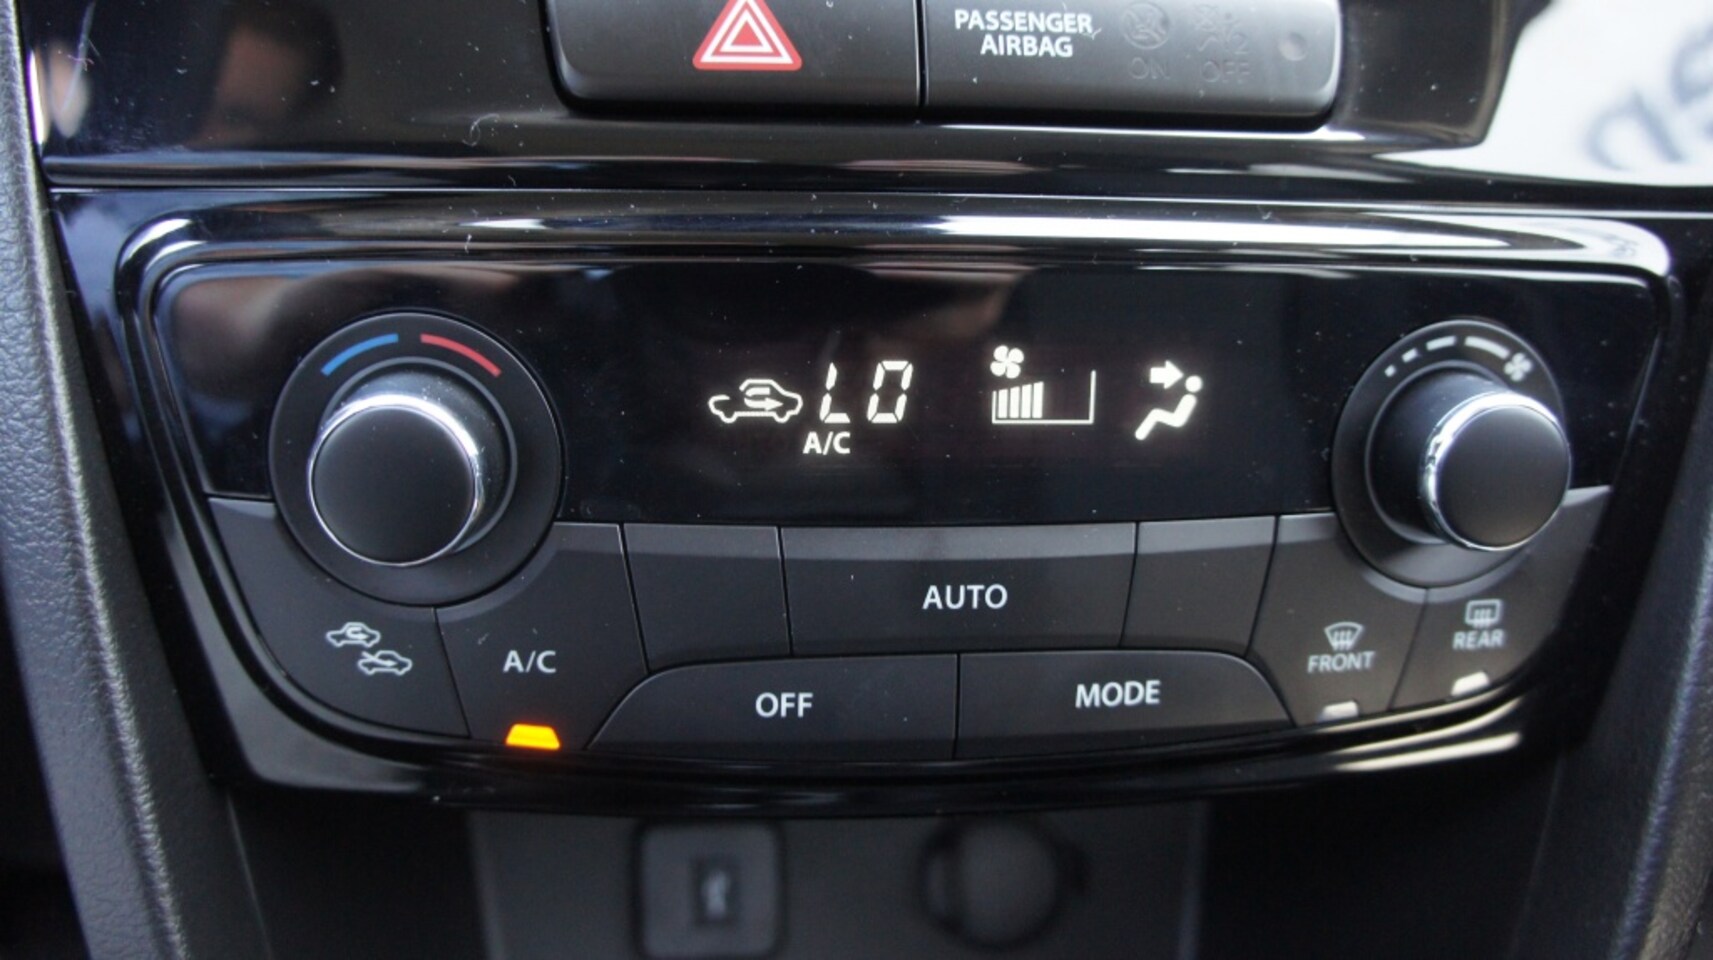 PASSENGER
AIRBAG
ON OFF
LO
A/C
AUTO
A/C
OFF
MODE
FRONT
REAR